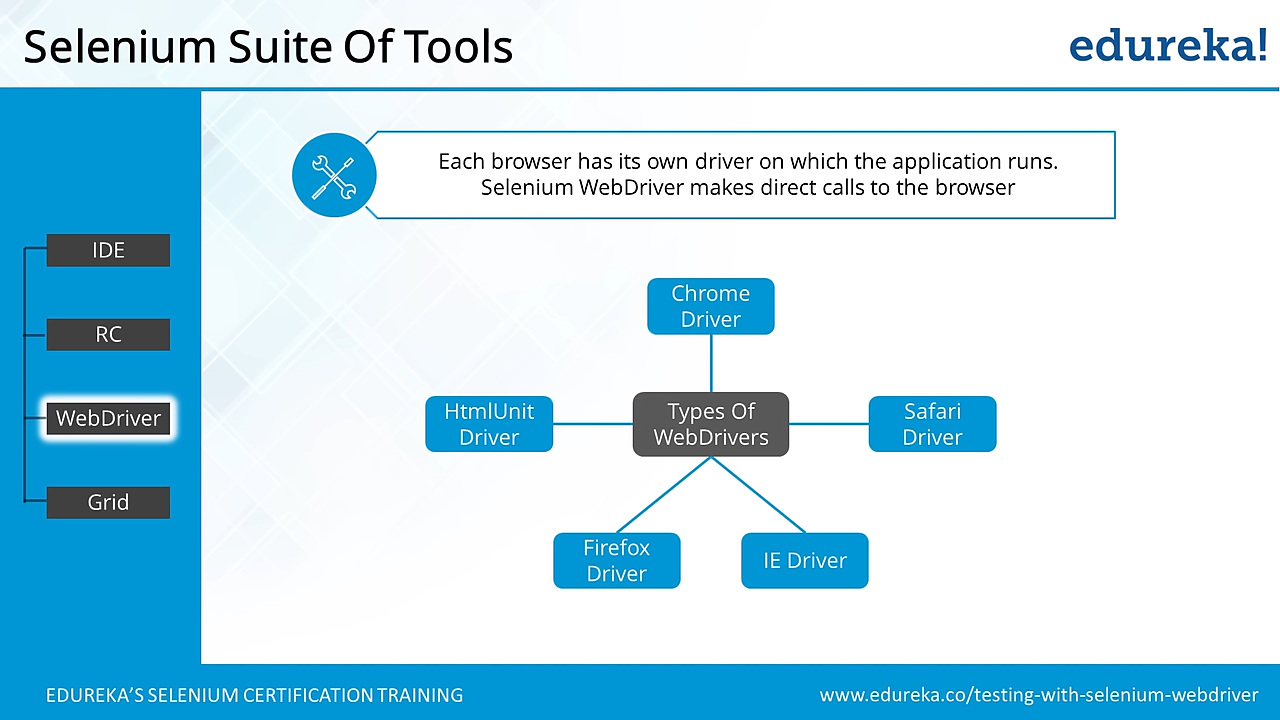 Selenium Suite Of Tools
edureka!
Each browser has its own driver on which the application runs.
Selenium WebDriver makes direct calls to the browser
IDE
RC
WebDriver
Grid
Chrome
Driver
HtmlUnit
Driver
Types Of
WebDrivers
Safari
Driver
Firefox
Driver
IE Driver
EDUREKA’S SELENIUM CERTIFICATION TRAINING
www.edureka.co/testing-with-selenium-webdriver